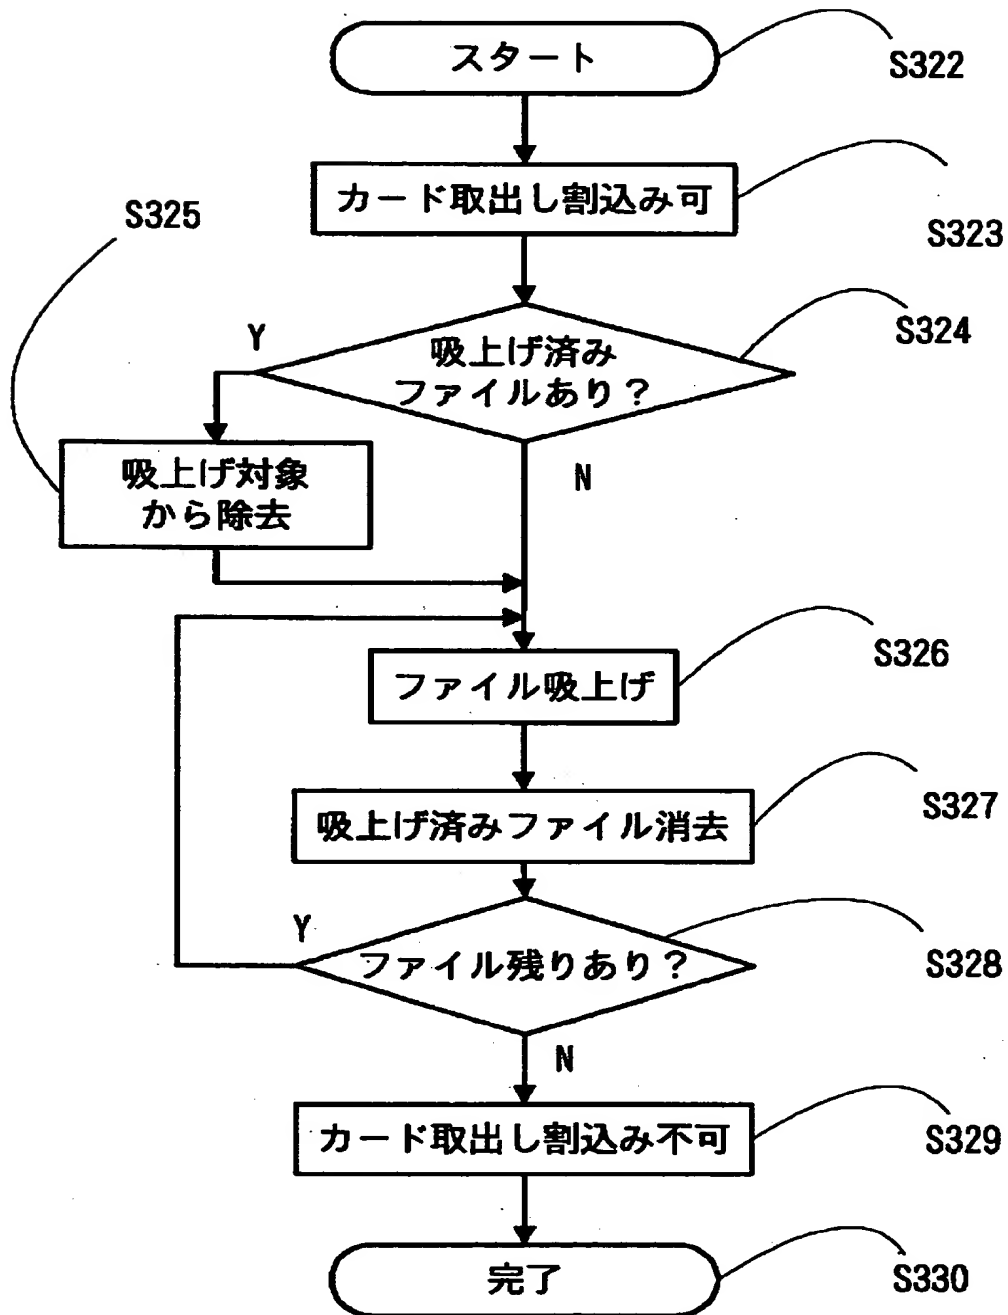 スタート
S322
カード取出し割込み可
S323
S325
S324
Y
吸上げ済み
ファイルあり？
吸上げ対象
から除去
N
S326
ファイル吸上げ
S327
吸上げ済みファイル消去
Y
ファイル残りあり？
S328
N
カード取出し割込み不可
S329
完了
S330